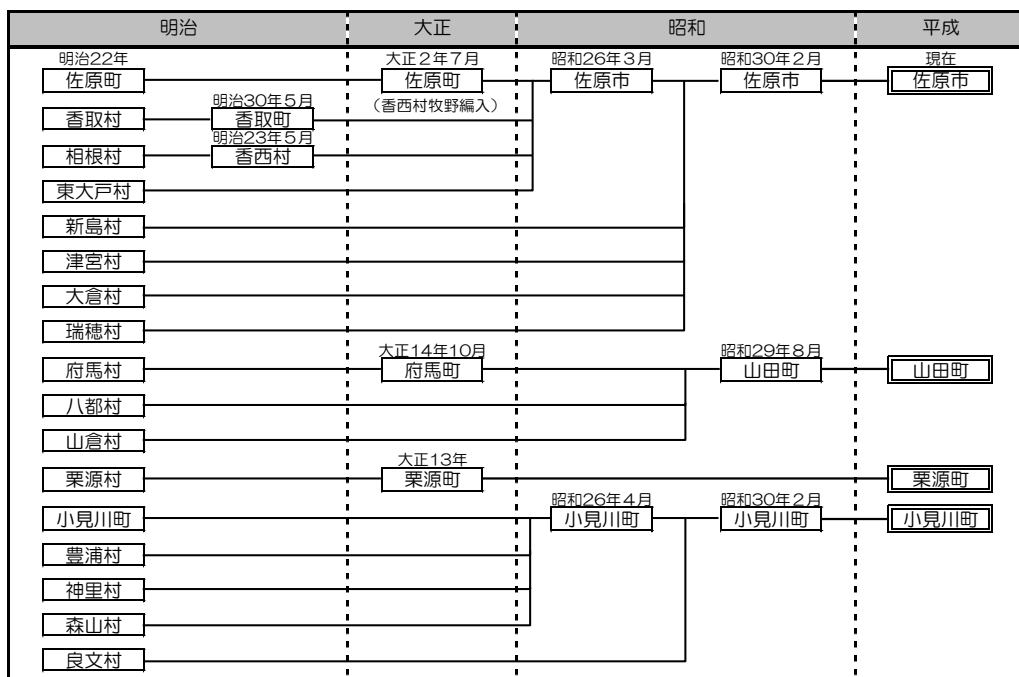 明治 大正 昭和 平成
明治22年 大正2年7月 昭和26年3月 昭和30年2月 現在
佐原町 佐原町 佐原市 佐原市 佐原市
明治30年5月 （香西村牧野編入）
香取村 香取町
明治23年5月
相根村 香西村
東大戸村
新島村
津宮村
大倉村
瑞穂村
大正14年10月 昭和29年8月
府馬村 府馬町 山田町 山田町
八都村
山倉村
大正13年
栗源村 栗源町 栗源町
昭和26年4月 昭和30年2月
小見川町 小見川町 小見川町 小見川町
豊浦村
神里村
森山村
良文村